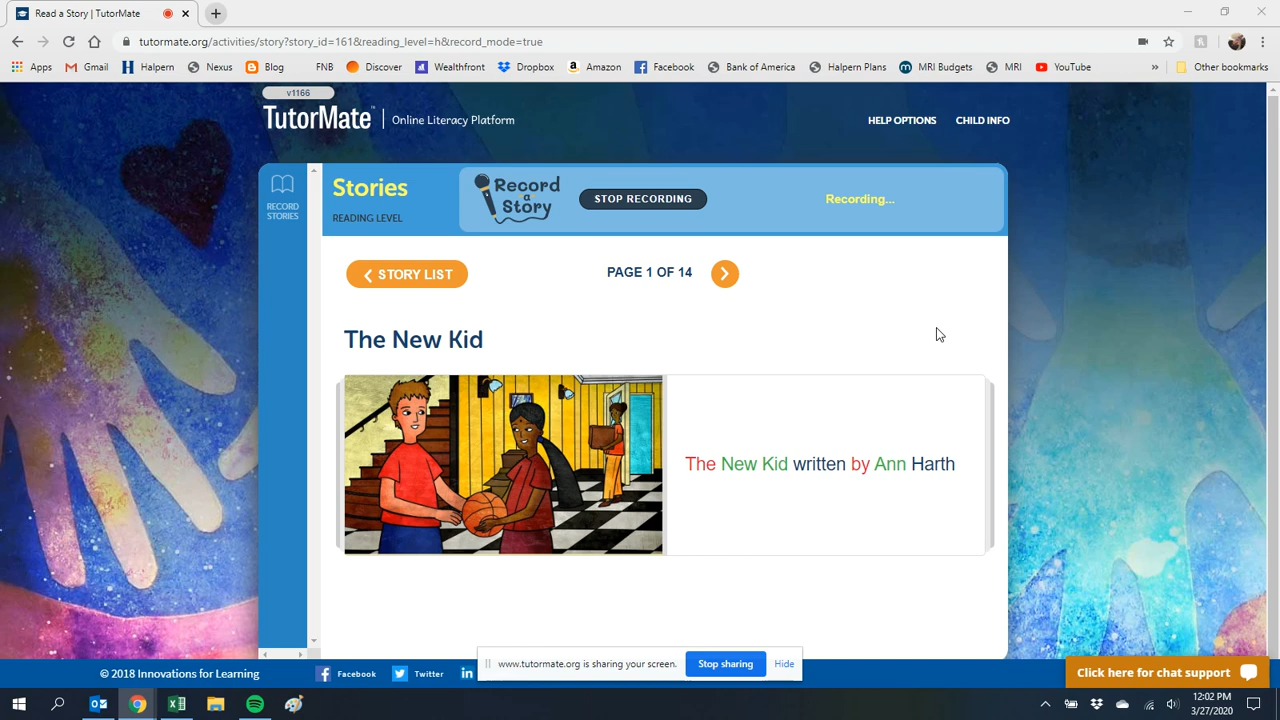 Read a Story | TutorMate
tutormate.org/activities/story?story_id=161&reading_level=h&record_mode=true
Apps Gmail Halpern Nexus Blog FNB Discover Wealthfront Dropbox Amazon Facebook Bank of America Halpern Plans MRI Budgets MRI YouTube » Other bookmarks
v1166
TutorMate™ | Online Literacy Platform
HELP OPTIONS CHILD INFO
RECORD
STORIES
Stories
READING LEVEL
Record
a
Story
STOP RECORDING
Recording...
STORY LIST
PAGE 1 OF 14
The New Kid
The New Kid written by Ann Harth
www.tutormate.org is sharing your screen. Stop sharing Hide
© 2018 Innovations for Learning Facebook Twitter in
Click here for chat support
12:02 PM
3/27/2020